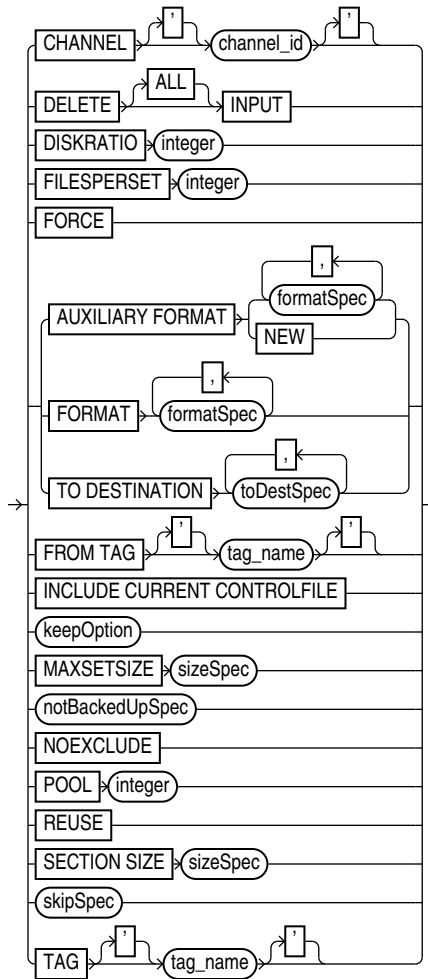 CHANNEL ' channel_id '
DELETE ALL INPUT
DISKRATIO integer
FILESPERSET integer
FORCE
,
AUXILIARY FORMAT formatSpec
NEW
,
FORMAT formatSpec
,
TO DESTINATION toDestSpec
FROM TAG ' tag_name '
INCLUDE CURRENT CONTROLFILE
keepOption
MAXSETSIZE sizeSpec
notBackedUpSpec
NOEXCLUDE
POOL integer
REUSE
SECTION SIZE sizeSpec
skipSpec
TAG ' tag_name '